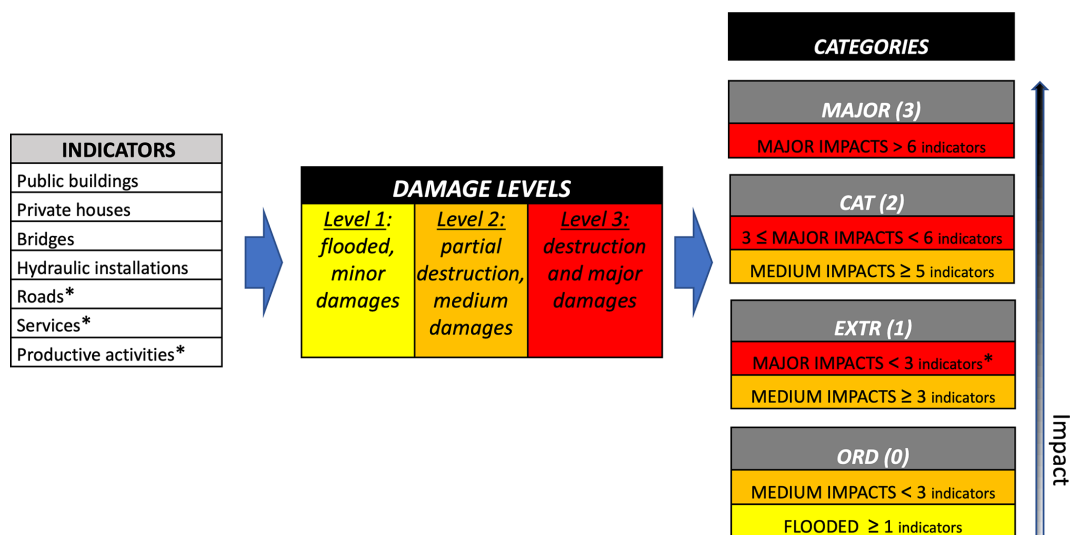 INDICATORS
Public buildings
Private houses
Bridges
Hydraulic installations
Roads*
Services*
Productive activities*
DAMAGE LEVELS
Level 1:
flooded,
minor
damages
Level 2:
partial
destruction,
medium
damages
Level 3:
destruction
and major
damages
CATEGORIES
MAJOR (3)
MAJOR IMPACTS > 6 indicators
CAT (2)
3 ≤ MAJOR IMPACTS < 6 indicators
MEDIUM IMPACTS ≥ 5 indicators
EXTR (1)
MAJOR IMPACTS < 3 indicators*
MEDIUM IMPACTS ≥ 3 indicators
ORD (0)
MEDIUM IMPACTS < 3 indicators
FLOODED ≥ 1 indicators
Impact